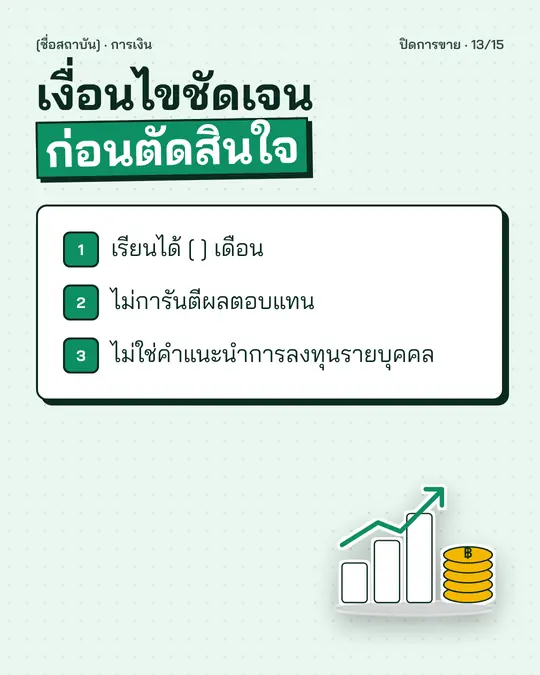 [ชื่อสถาบัน] · การเงิน
ปิดการขาย · 13/15
เงื่อนไขชัดเจน
ก่อนตัดสินใจ
1 เรียนได้ [ ] เดือน
2 ไม่การันตีผลตอบแทน
3 ไม่ใช่คำแนะนำการลงทุนรายบุคคล
฿